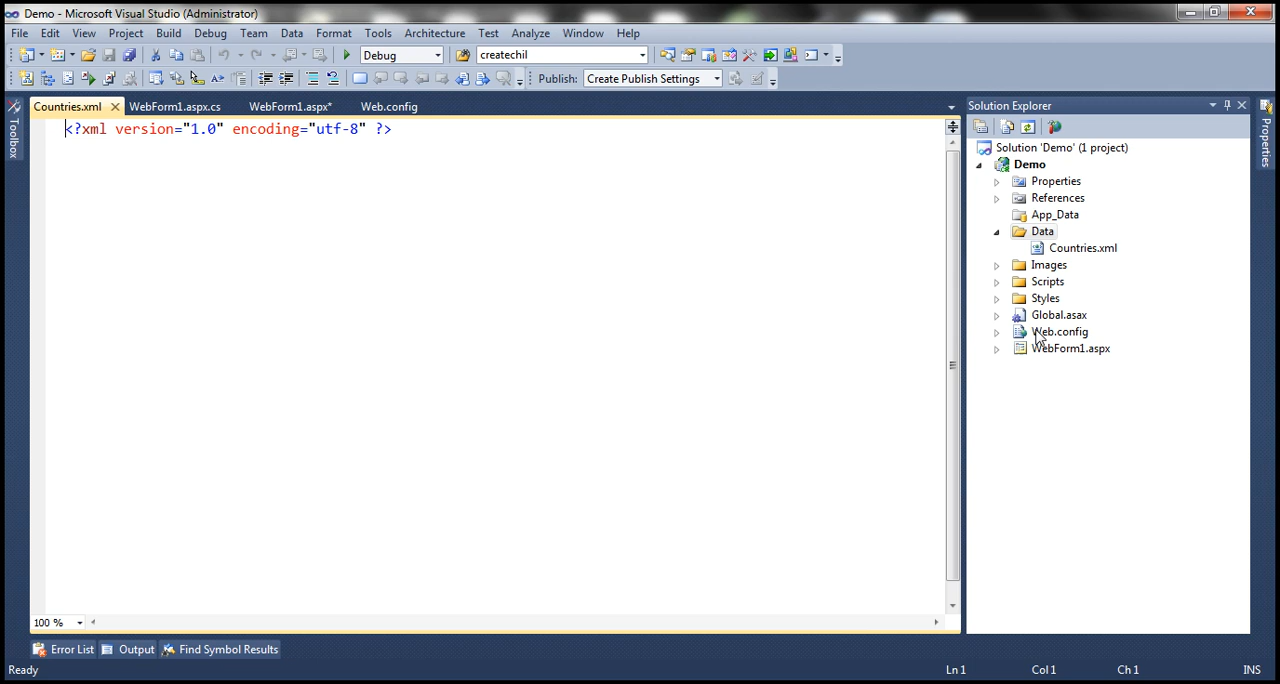 Demo - Microsoft Visual Studio (Administrator)
File Edit View Project Build Debug Team Data Format Tools Architecture Test Analyze Window Help
Debug createchil
Publish: Create Publish Settings
Countries.xml WebForm1.aspx.cs WebForm1.aspx* Web.config
Solution Explorer
Toolbox
Properties
<?xml version="1.0" encoding="utf-8" ?>
Solution 'Demo' (1 project)
Demo
Properties
References
App_Data
Data
Countries.xml
Images
Scripts
Styles
Global.asax
Web.config
WebForm1.aspx
100 %
Error List Output Find Symbol Results
Ready Ln 1 Col 1 Ch 1 INS